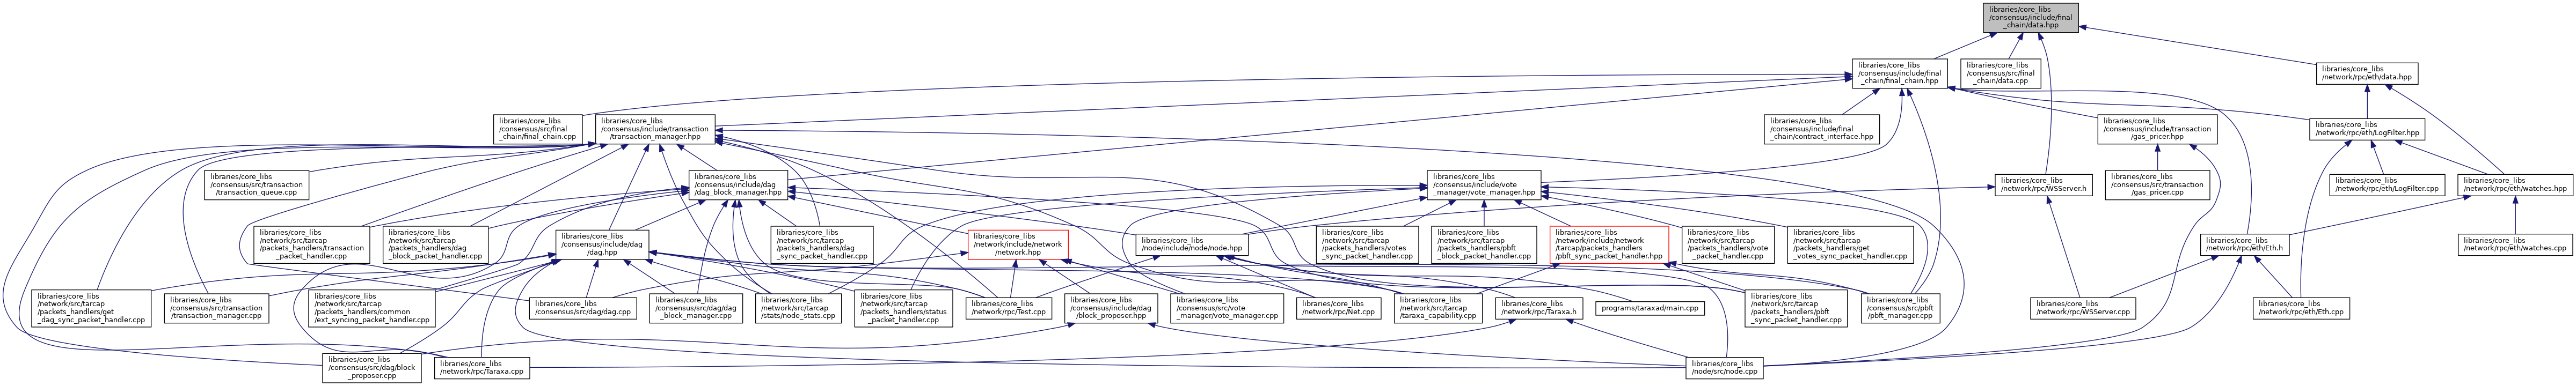 libraries/core_libs
/consensus/include/final
_chain/data.hpp
libraries/core_libs
/consensus/include/final
_chain/final_chain.hpp
libraries/core_libs
/consensus/src/final
_chain/data.cpp
libraries/core_libs
/network/rpc/eth/data.hpp
libraries/core_libs
/consensus/src/final
_chain/final_chain.cpp
libraries/core_libs
/consensus/include/transaction
/transaction_manager.hpp
libraries/core_libs
/consensus/include/final
_chain/contract_interface.hpp
libraries/core_libs
/consensus/include/transaction
/gas_pricer.hpp
libraries/core_libs
/network/rpc/eth/LogFilter.hpp
libraries/core_libs
/consensus/src/transaction
/transaction_queue.cpp
libraries/core_libs
/consensus/include/dag
/dag_block_manager.hpp
libraries/core_libs
/consensus/include/vote
_manager/vote_manager.hpp
libraries/core_libs
/network/rpc/WSServer.h
libraries/core_libs
/consensus/src/transaction
/gas_pricer.cpp
libraries/core_libs
/network/rpc/eth/LogFilter.cpp
libraries/core_libs
/network/rpc/eth/watches.hpp
libraries/core_libs
/network/src/tarcap
/packets_handlers/transaction
_packet_handler.cpp
libraries/core_libs
/network/src/tarcap
/packets_handlers/dag
_block_packet_handler.cpp
libraries/core_libs
/consensus/include/dag
/dag.hpp
libraries/core_libs
/network/src/tarcap
/packets_handlers/dag
_sync_packet_handler.cpp
libraries/core_libs
/network/include/network
/network.hpp
libraries/core_libs
/node/include/node/node.hpp
libraries/core_libs
/network/src/tarcap
/packets_handlers/votes
_sync_packet_handler.cpp
libraries/core_libs
/network/src/tarcap
/packets_handlers/pbft
_block_packet_handler.cpp
libraries/core_libs
/network/include/network
/tarcap/packets_handlers
/pbft_sync_packet_handler.hpp
libraries/core_libs
/network/src/tarcap
/packets_handlers/vote
_packet_handler.cpp
libraries/core_libs
/network/src/tarcap
/packets_handlers/get
_votes_sync_packet_handler.cpp
libraries/core_libs
/network/rpc/eth/Eth.h
libraries/core_libs
/network/rpc/eth/watches.cpp
libraries/core_libs
/network/src/tarcap
/packets_handlers/get
_dag_sync_packet_handler.cpp
libraries/core_libs
/consensus/src/transaction
/transaction_manager.cpp
libraries/core_libs
/network/src/tarcap
/packets_handlers/common
/ext_syncing_packet_handler.cpp
libraries/core_libs
/consensus/src/dag/dag.cpp
libraries/core_libs
/consensus/src/dag/dag
_block_manager.cpp
libraries/core_libs
/network/src/tarcap
/stats/node_stats.cpp
libraries/core_libs
/network/src/tarcap
/packets_handlers/status
_packet_handler.cpp
libraries/core_libs
/network/rpc/Test.cpp
libraries/core_libs
/consensus/include/dag
/block_proposer.hpp
libraries/core_libs
/consensus/src/vote
_manager/vote_manager.cpp
libraries/core_libs
/network/rpc/Net.cpp
libraries/core_libs
/network/src/tarcap
/taraxa_capability.cpp
libraries/core_libs
/network/rpc/Taraxa.h
programs/taraxad/main.cpp
libraries/core_libs
/network/src/tarcap
/packets_handlers/pbft
_sync_packet_handler.cpp
libraries/core_libs
/consensus/src/pbft
/pbft_manager.cpp
libraries/core_libs
/network/rpc/WSServer.cpp
libraries/core_libs
/network/rpc/eth/Eth.cpp
libraries/core_libs
/consensus/src/dag/block
_proposer.cpp
libraries/core_libs
/network/rpc/Taraxa.cpp
libraries/core_libs
/node/src/node.cpp